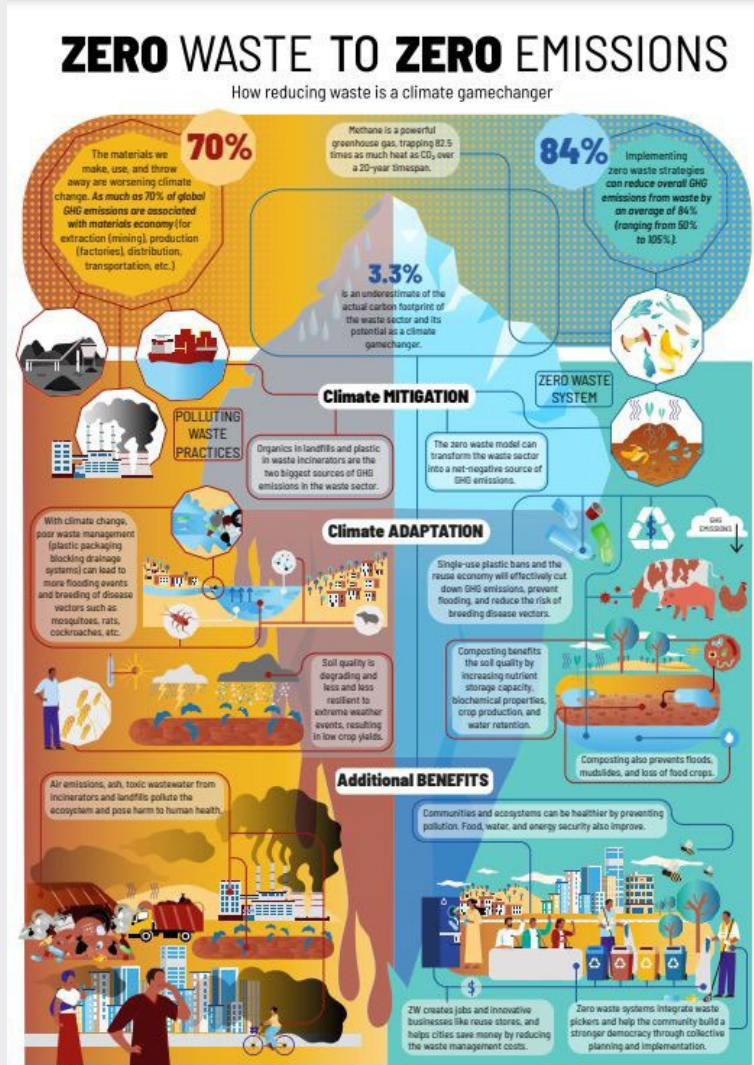 ZERO WASTE TO ZERO EMISSIONS
How reducing waste is a climate gamechanger
70%
The materials we
make, use, and throw
away are worsening climate
change. As much as 70% of global
GHG emissions are associated
with materials economy (for
extraction (mining), production
(factories), distribution,
transportation, etc.)
Methane is a powerful
greenhouse gas, trapping 82.5
times as much heat as CO₂ over
a 20-year timespan.
84%
Implementing
zero waste strategies
can reduce overall GHG
emissions from waste by
an average of 84%
(ranging from 50%
to 105%).
3.3%
is an underestimate of the
actual carbon footprint of
the waste sector and its
potential as a climate
gamechanger.
Climate MITIGATION
POLLUTING
WASTE
PRACTICES
ZERO WASTE
SYSTEM
Organics in landfills and plastic
in waste incinerators are the
two biggest sources of GHG
emissions in the waste sector.
The zero waste model can
transform the waste sector
into a net-negative source of
GHG emissions.
Climate ADAPTATION
With climate change,
poor waste management
(plastic packaging
blocking drainage
systems) can lead to
more flooding events
and breeding of disease
vectors such as
mosquitoes, rats,
cockroaches, etc.
GHG
EMISSIONS
Single-use plastic bans and the
reuse economy will effectively cut
down GHG emissions, prevent
flooding, and reduce the risk of
breeding disease vectors.
Soil quality is
degrading and
less and less
resilient to
extreme weather
events, resulting
in low crop yields.
Composting benefits
the soil quality by
increasing nutrient
storage capacity,
biochemical properties,
crop production, and
water retention.
Composting also prevents floods,
mudslides, and loss of food crops.
Additional BENEFITS
Air emissions, ash, toxic wastewater from
incinerators and landfills pollute the
ecosystem and pose harm to human health.
Communities and ecosystems can be healthier by preventing
pollution. Food, water, and energy security also improve.
ZW creates jobs and innovative
businesses like reuse stores, and
helps cities save money by reducing
the waste management costs.
Zero waste systems integrate waste
pickers and help the community build a
stronger democracy through collective
planning and implementation.